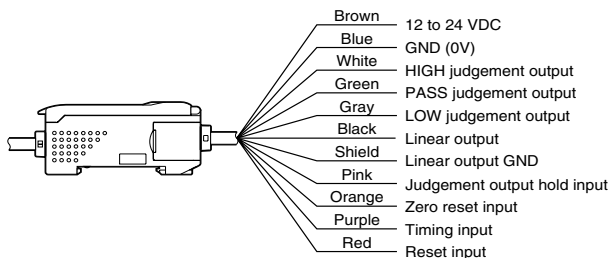 Brown 12 to 24 VDC
Blue GND (0V)
White HIGH judgement output
Green PASS judgement output
Gray LOW judgement output
Black Linear output
Shield Linear output GND
Pink Judgement output hold input
Orange Zero reset input
Purple Timing input
Red Reset input